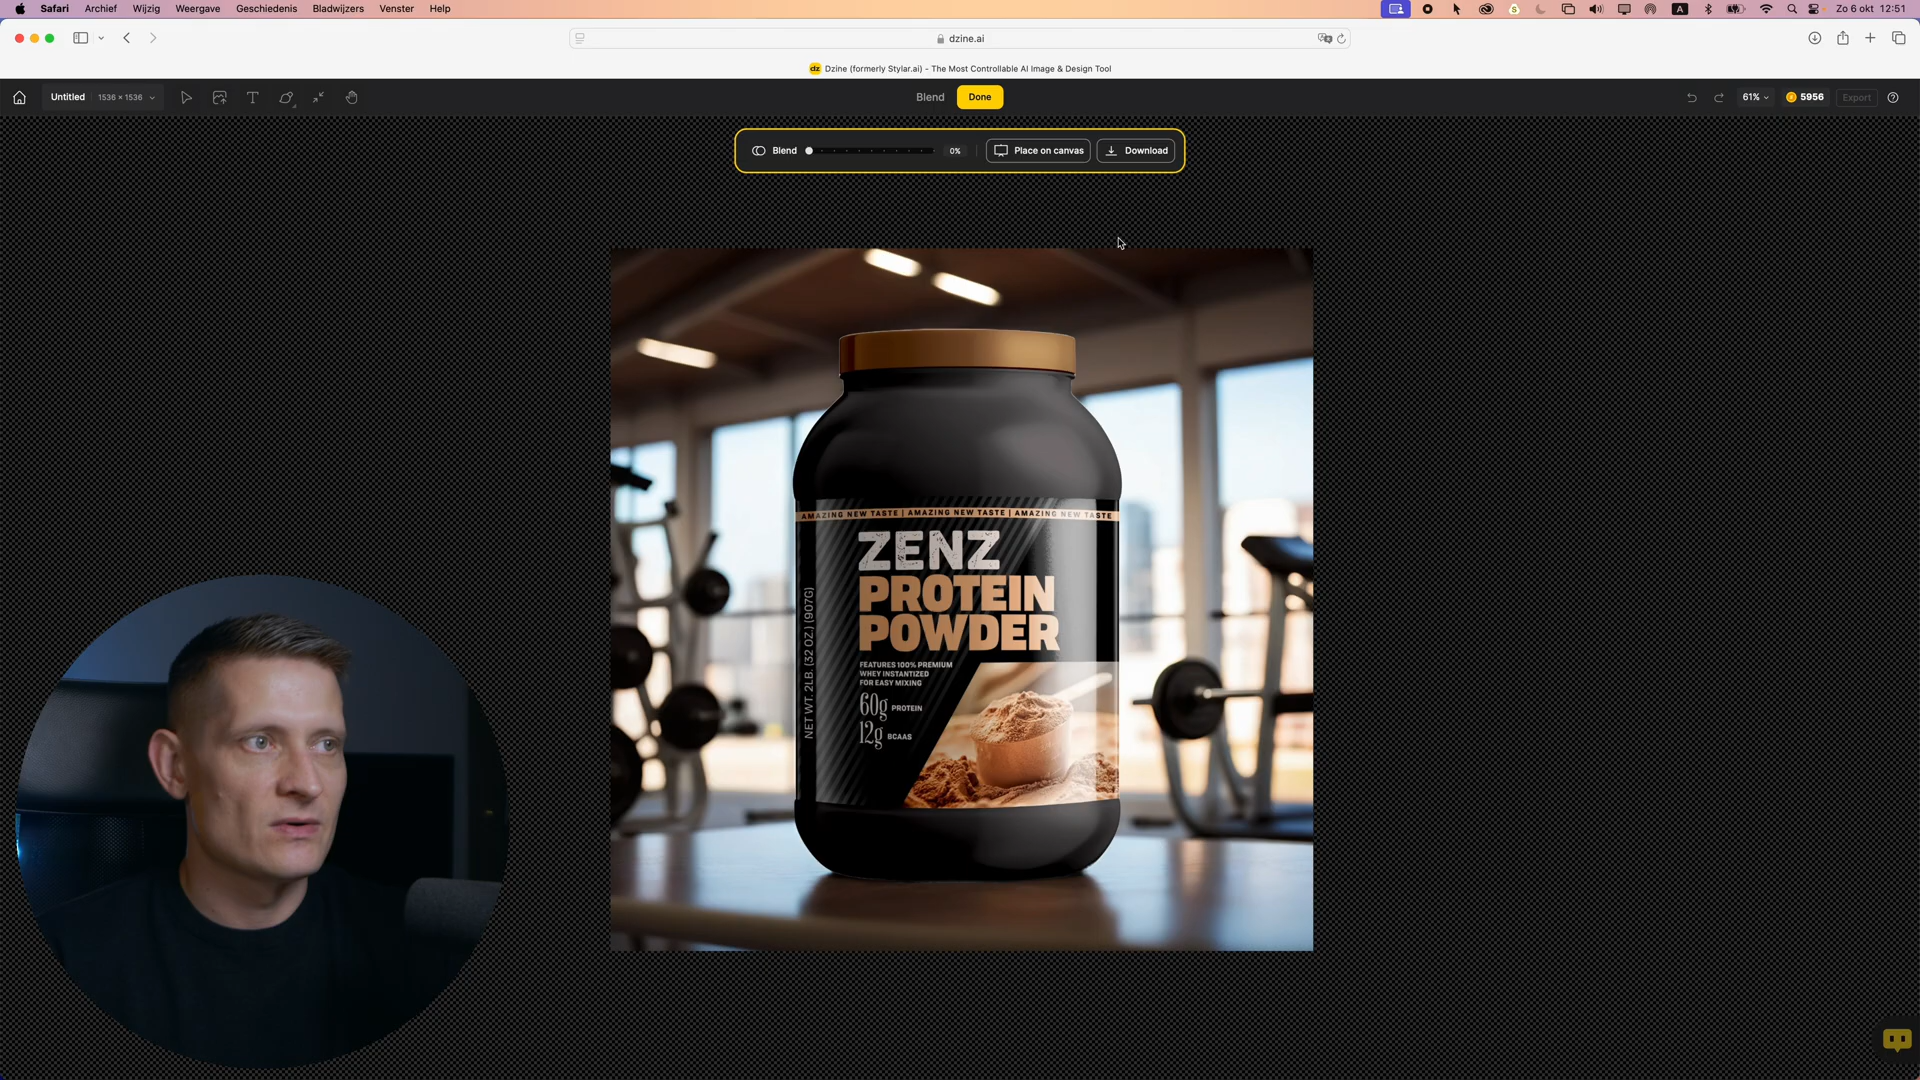 Safari Archief Wijzig Weergave Geschiedenis Bladwijzers Venster Help
A Zo 6 okt 12:51
dzine.ai
dz Dzine (formerly Stylar.ai) - The Most Controllable AI Image & Design Tool
Untitled 1536 × 1536
Blend Done
61% 5956 Export
Blend 0% Place on canvas Download
AMAZING NEW TASTE | AMAZING NEW TASTE | AMAZING NEW TASTE
ZENZ
PROTEIN
POWDER
FEATURES 100% PREMIUM
WHEY INSTANTIZED
FOR EASY MIXING
60g PROTEIN
12g BCAAS
NET WT. 2LB. (32 OZ.) (907G)